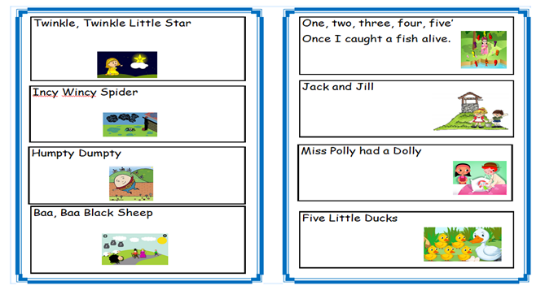 Twinkle, Twinkle Little Star
Incy Wincy Spider
Humpty Dumpty
Baa, Baa Black Sheep
One, two, three, four, five’
Once I caught a fish alive.
Jack and Jill
Miss Polly had a Dolly
Five Little Ducks